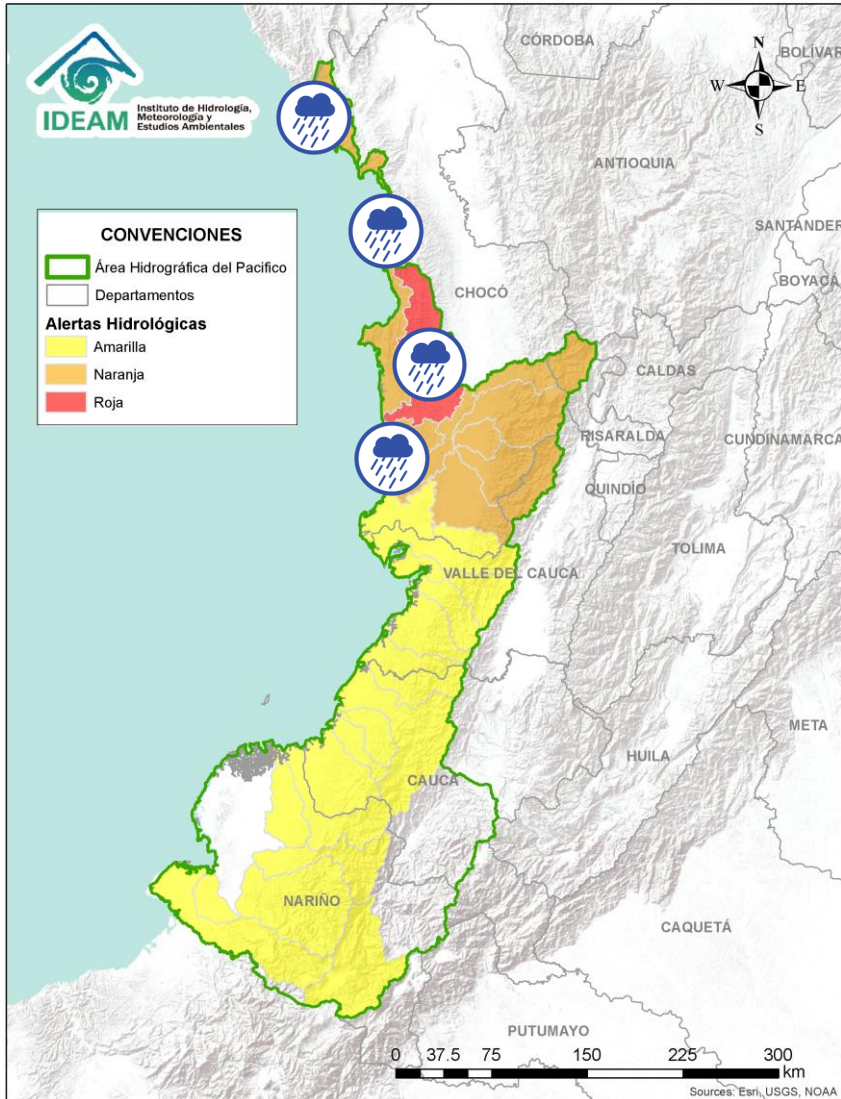 IDEAM
Instituto de Hidrología,
Meteorología y
Estudios Ambientales
CÓRDOBA
BOLÍVAR
N
W
E
S
ANTIOQUIA
SANTANDER
BOYACÁ
CONVENCIONES
Área Hidrográfica del Pacifico
Departamentos
Alertas Hidrológicas
Amarilla
Naranja
Roja
CHOCÓ
CALDAS
RISARALDA
CUNDINAMARCA
QUINDÍO
TOLIMA
VALLE DEL CAUCA
META
HUILA
CAUCA
NARIÑO
CAQUETÁ
PUTUMAYO
0 37.5 75 150 225 300
km
Sources: Esri, USGS, NOAA